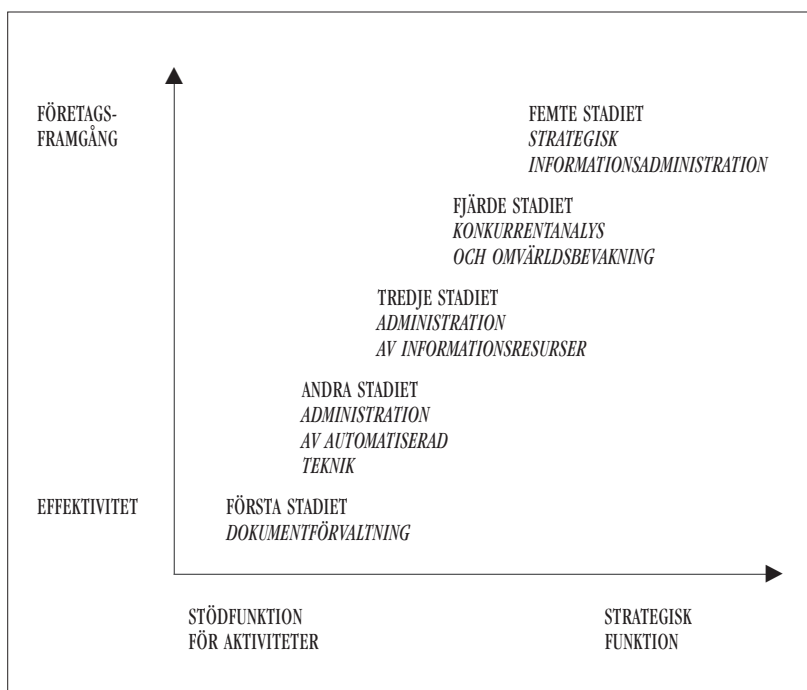 FÖRETAGS-
FRAMGÅNG
FEMTE STADIET
STRATEGISK
INFORMATIONSADMINISTRATION
FJÄRDE STADIET
KONKURRENTANALYS
OCH OMVÄRLDSBEVAKNING
TREDJE STADIET
ADMINISTRATION
AV INFORMATIONSRESURSER
ANDRA STADIET
ADMINISTRATION
AV AUTOMATISERAD
TEKNIK
EFFEKTIVITET
FÖRSTA STADIET
DOKUMENTFÖRVALTNING
STÖDFUNKTION
FÖR AKTIVITETER
STRATEGISK
FUNKTION